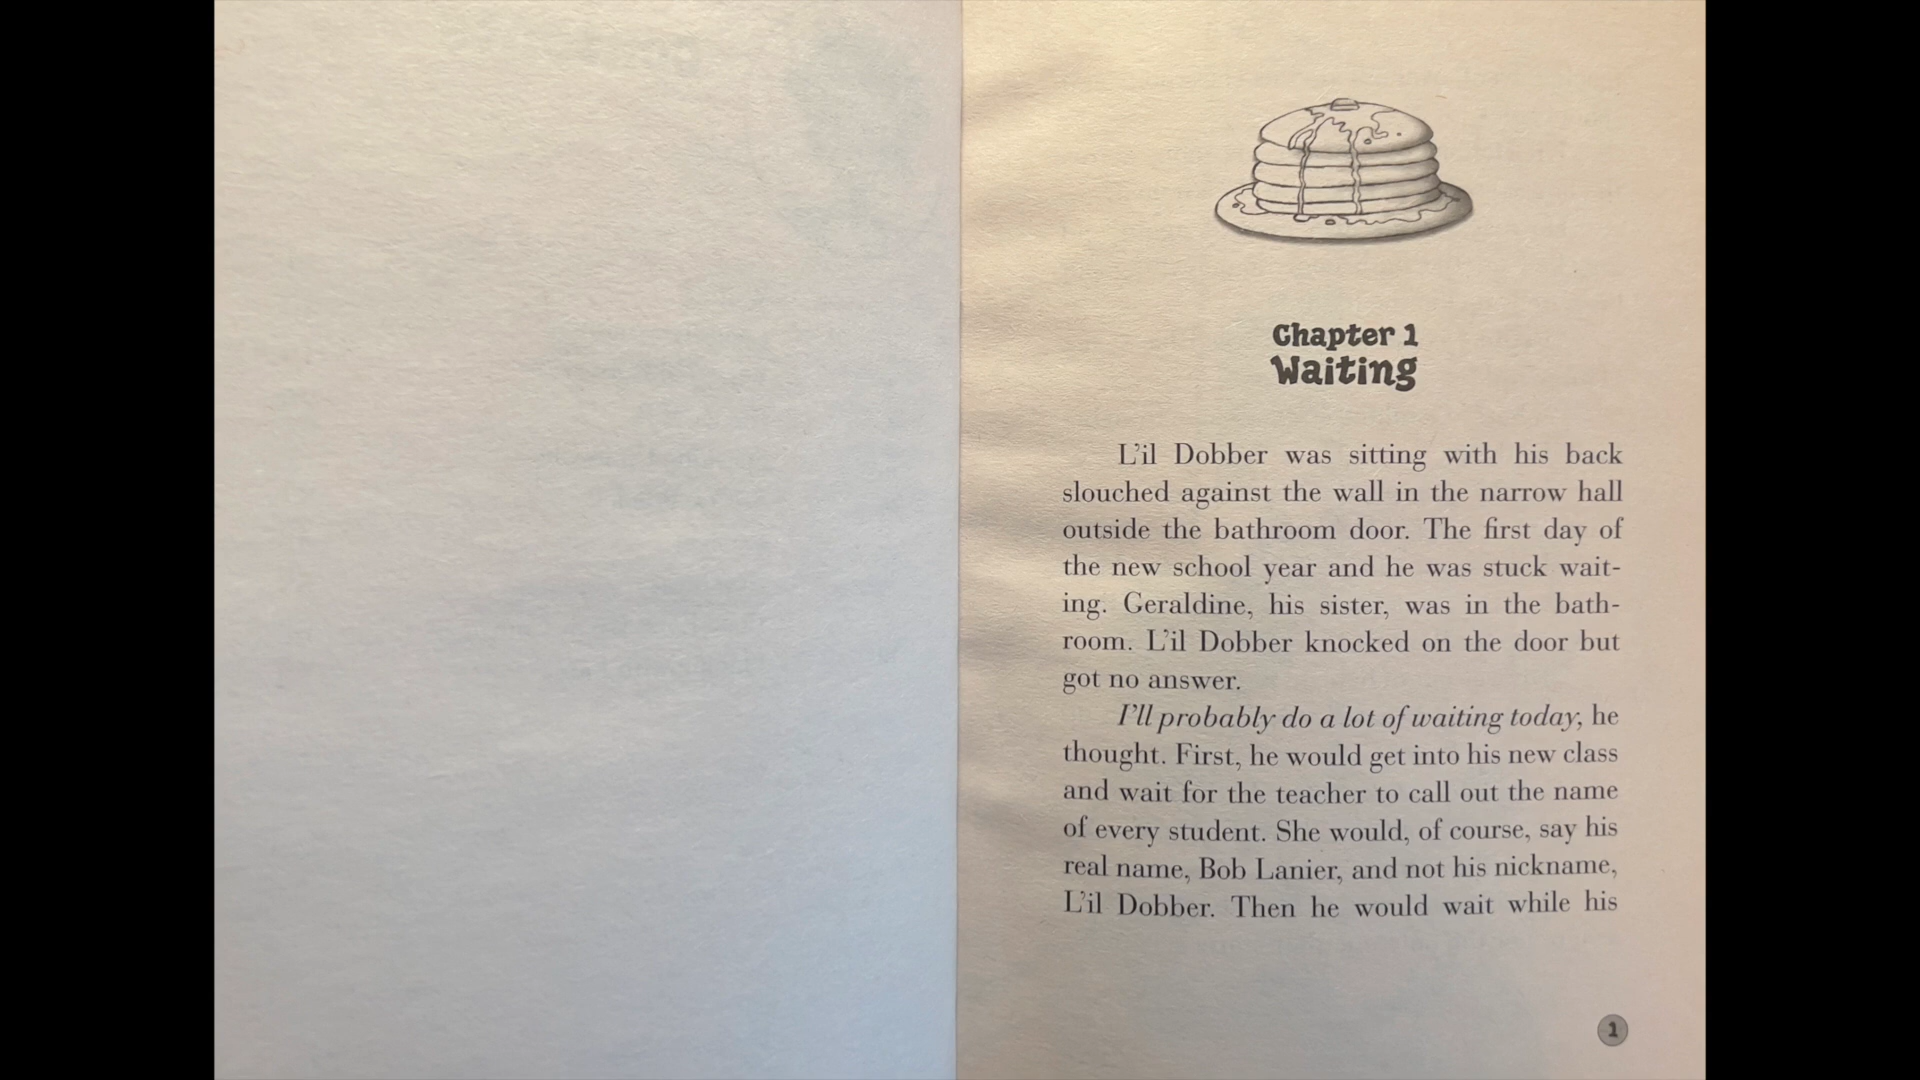 Chapter 1
Waiting
L'il Dobber was sitting with his back
slouched against the wall in the narrow hall
outside the bathroom door. The first day of
the new school year and he was stuck wait-
ing. Geraldine, his sister, was in the bath-
room. L'il Dobber knocked on the door but
got no answer.
I'll probably do a lot of waiting today, he
thought. First, he would get into his new class
and wait for the teacher to call out the name
of every student. She would, of course, say his
real name, Bob Lanier, and not his nickname,
L'il Dobber. Then he would wait while his
1